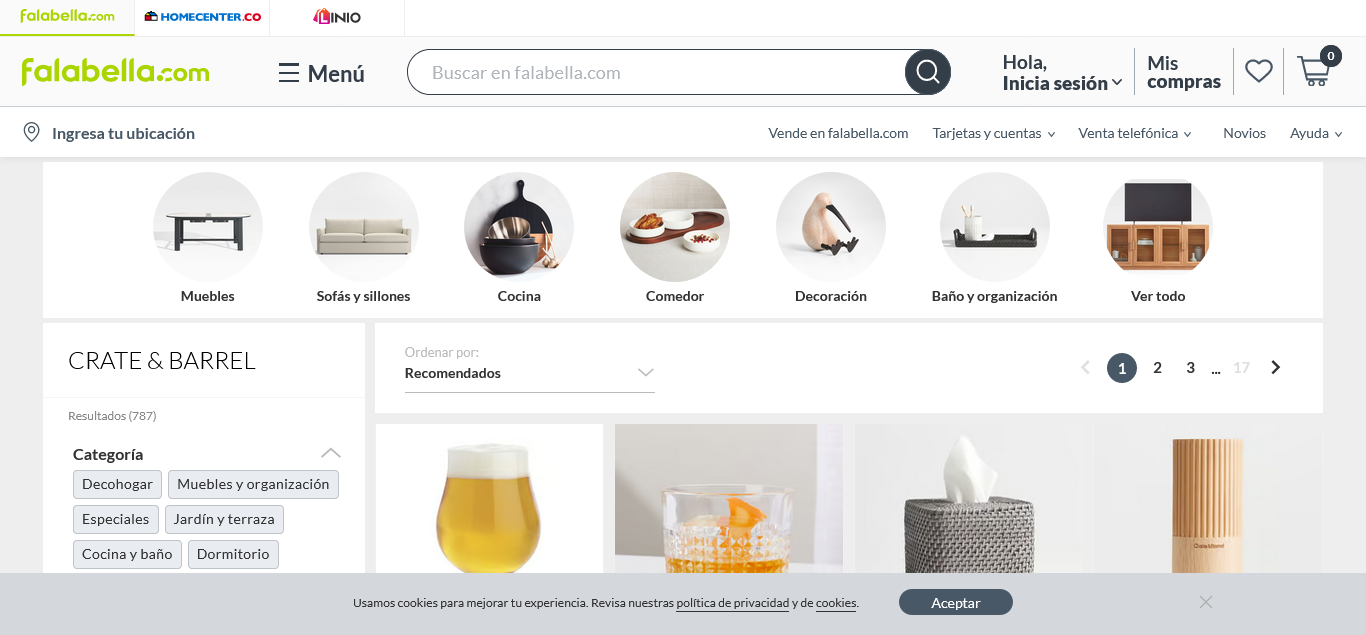 falabella.com
HOMECENTER.CO
LINIO
falabella.com
Menú
Buscar en falabella.com
Hola,
Inicia sesión
Mis
compras
0
Ingresa tu ubicación
Vende en falabella.com
Tarjetas y cuentas
Venta telefónica
Novios
Ayuda
Muebles
Sofás y sillones
Cocina
Comedor
Decoración
Baño y organización
Ver todo
CRATE & BARREL
Resultados (787)
Categoría
Decohogar
Muebles y organización
Especiales
Jardín y terraza
Cocina y baño
Dormitorio
Ordenar por:
Recomendados
1 2 3 ... 17
Crate&Barrel
Usamos cookies para mejorar tu experiencia. Revisa nuestras política de privacidad y de cookies.
Aceptar